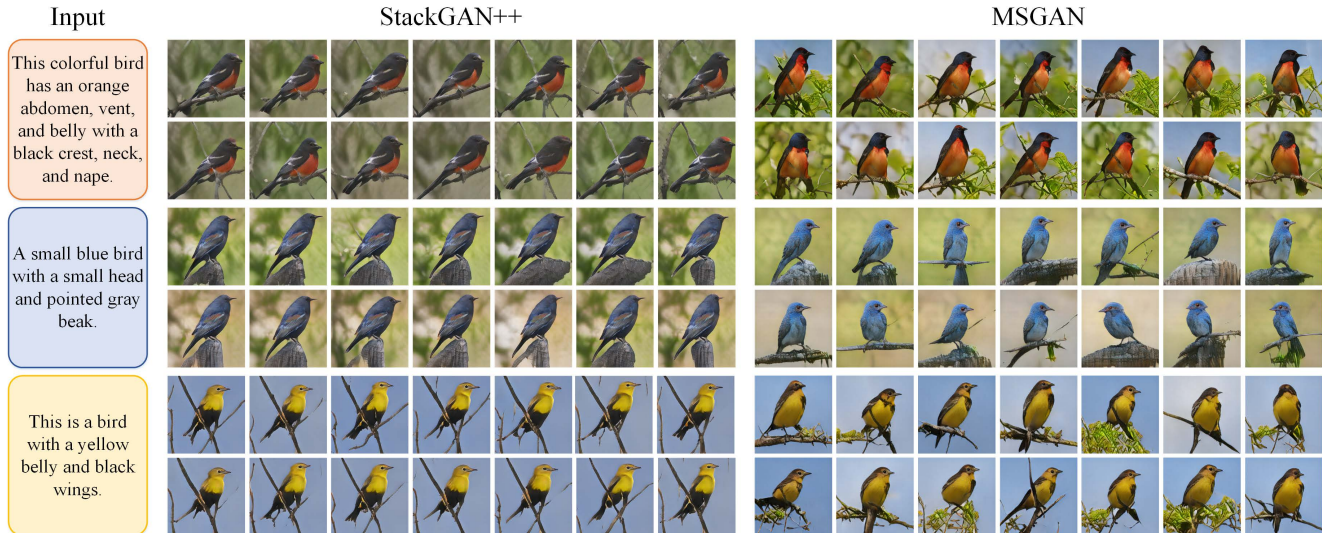 Input
StackGAN++
MSGAN
This colorful bird
has an orange
abdomen, vent,
and belly with a
black crest, neck,
and nape.
A small blue bird
with a small head
and pointed gray
beak.
This is a bird
with a yellow
belly and black
wings.